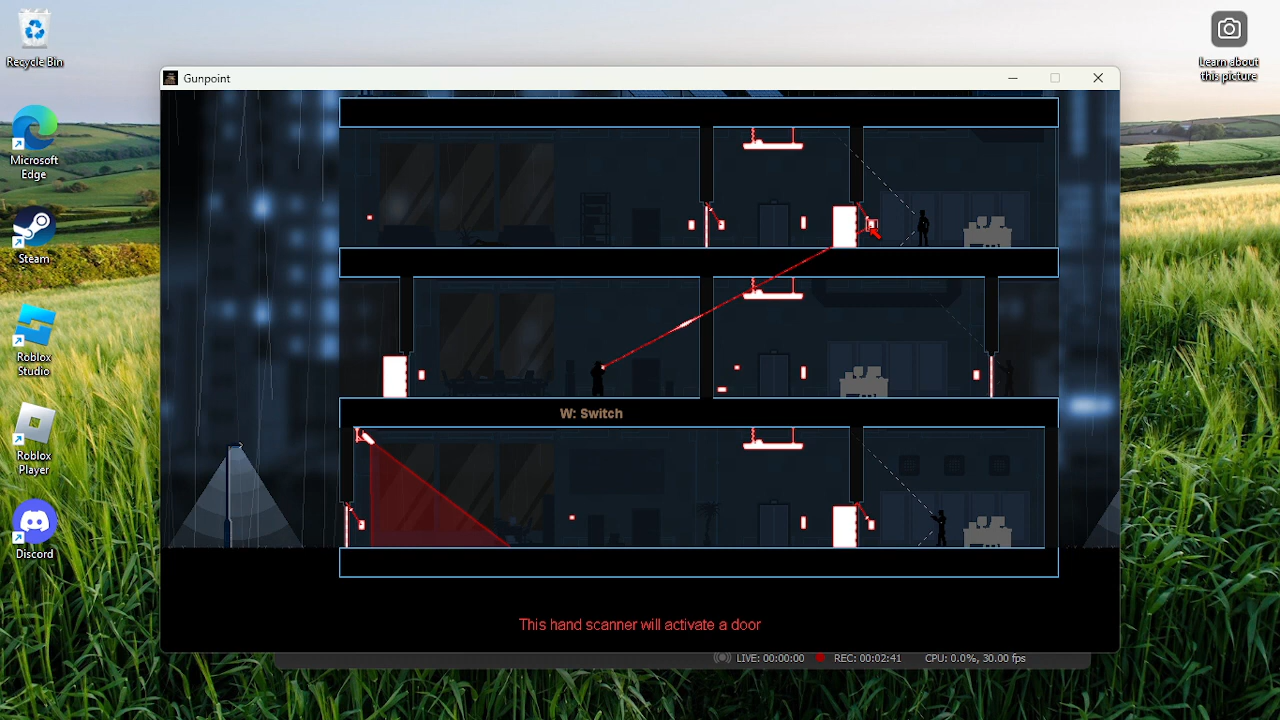 Recycle Bin
Learn about
this picture
Gunpoint
Microsoft
Edge
Steam
Roblox
Studio
W: Switch
Roblox
Player
Discord
This hand scanner will activate a door
LIVE: 00:00:00
REC: 00:02:41
CPU: 0.0%, 30.00 fps